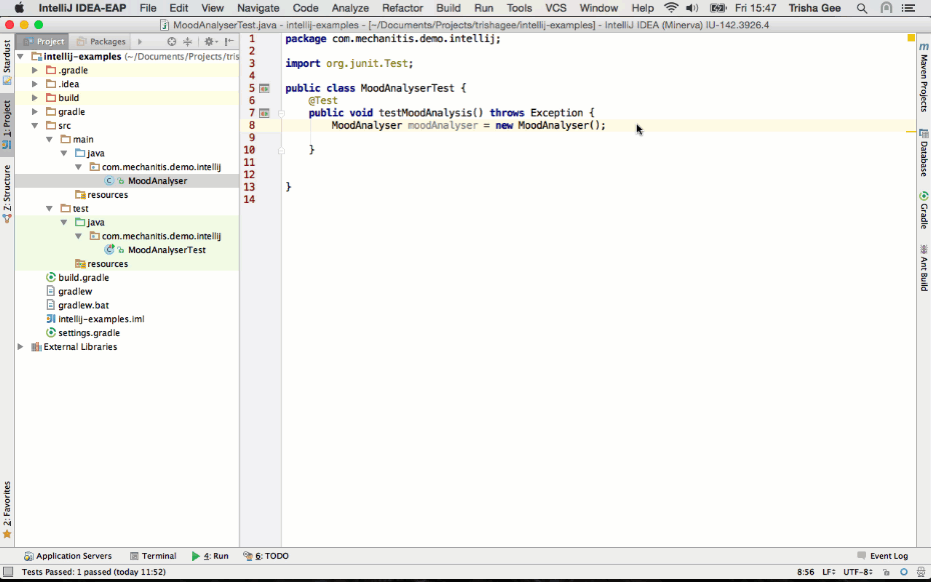 IntelliJ IDEA-EAP File Edit View Navigate Code Analyze Refactor Build Run Tools VCS Window Help Fri 15:47 Trisha Gee
MoodAnalyserTest.java - intellij-examples - [~/Documents/Projects/trishagee/intellij-examples] - IntelliJ IDEA (Minerva) IU-142.3926.4
Project Packages
Stardust
1: Project
Z: Structure
2: Favorites
intellij-examples (~/Documents/Projects/tris
.gradle
.idea
build
gradle
src
main
java
com.mechanitis.demo.intellij
MoodAnalyser
resources
test
java
com.mechanitis.demo.intellij
MoodAnalyserTest
resources
build.gradle
gradlew
gradlew.bat
intellij-examples.iml
settings.gradle
External Libraries
1 package com.mechanitis.demo.intellij;
2
3 import org.junit.Test;
4
5 public class MoodAnalyserTest {
6 @Test
7 public void testMoodAnalysis() throws Exception {
8 MoodAnalyser moodAnalyser = new MoodAnalyser();
9
10 }
11
12
13 }
14
m Maven Projects
Database
Gradle
Ant Build
Application Servers Terminal 4: Run 6: TODO Event Log
Tests Passed: 1 passed (today 11:52) 8:56 LF UTF-8